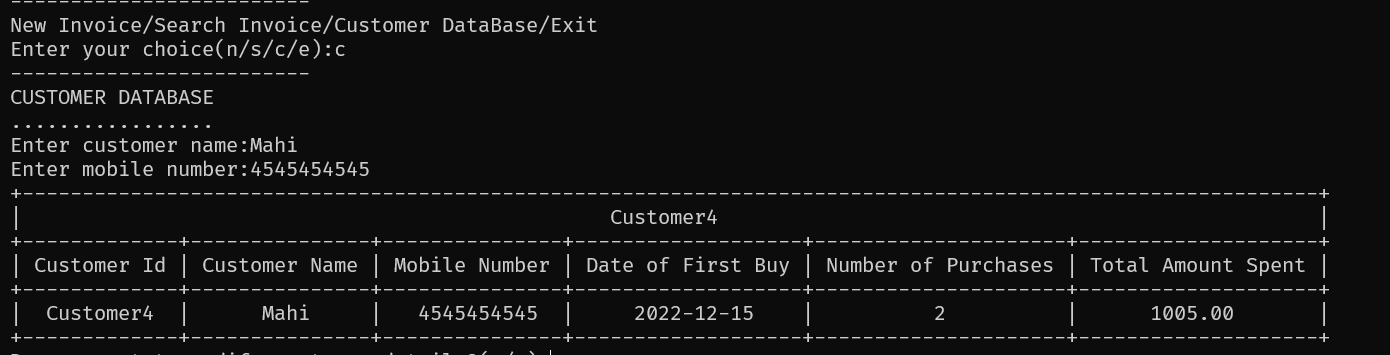 -------------------------
New Invoice/Search Invoice/Customer DataBase/Exit
Enter your choice(n/s/c/e):c
-------------------------
CUSTOMER DATABASE
.................
Enter customer name:Mahi
Enter mobile number:4545454545
+------------------------------------------------------------------------------------------------------------+
| Customer4 |
+-------------+---------------+---------------+-------------------+---------------------+--------------------+
| Customer Id | Customer Name | Mobile Number | Date of First Buy | Number of Purchases | Total Amount Spent |
+-------------+---------------+---------------+-------------------+---------------------+--------------------+
| Customer4 | Mahi | 4545454545 | 2022-12-15 | 2 | 1005.00 |
+-------------+---------------+---------------+-------------------+---------------------+--------------------+